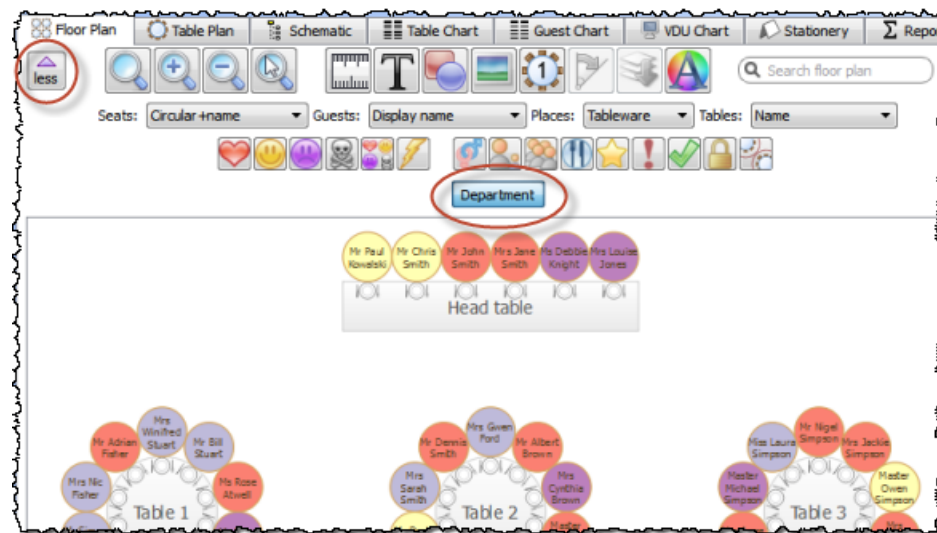 Floor Plan
Table Plan
Schematic
Table Chart
Guest Chart
VDU Chart
Stationery
Σ Repo
less
T
1
A
Search floor plan
Seats: Circular +name
Guests: Display name
Places: Tableware
Tables: Name
Department
Mr Paul
Kowalski
Mr Chris
Smith
Mr John
Smith
Mrs Jane
Smith
Ms Debbie
Knight
Mrs Louise
Jones
Head table
Mrs
Winifred
Stuart
Mr Adrian
Fisher
Mr Bill
Stuart
Mrs Nic
Fisher
Ms Rose
Atwell
Table 1
Mrs Gwen
Ford
Mr Dennis
Smith
Mr Albert
Brown
Mrs
Sarah
Smith
Mrs
Cynthia
Brown
Master
Table 2
Mr Nigel
Simpson
Miss Laura
Simpson
Mrs Jackie
Simpson
Master
Michael
Simpson
Master
Owen
Simpson
Mrs
Table 3